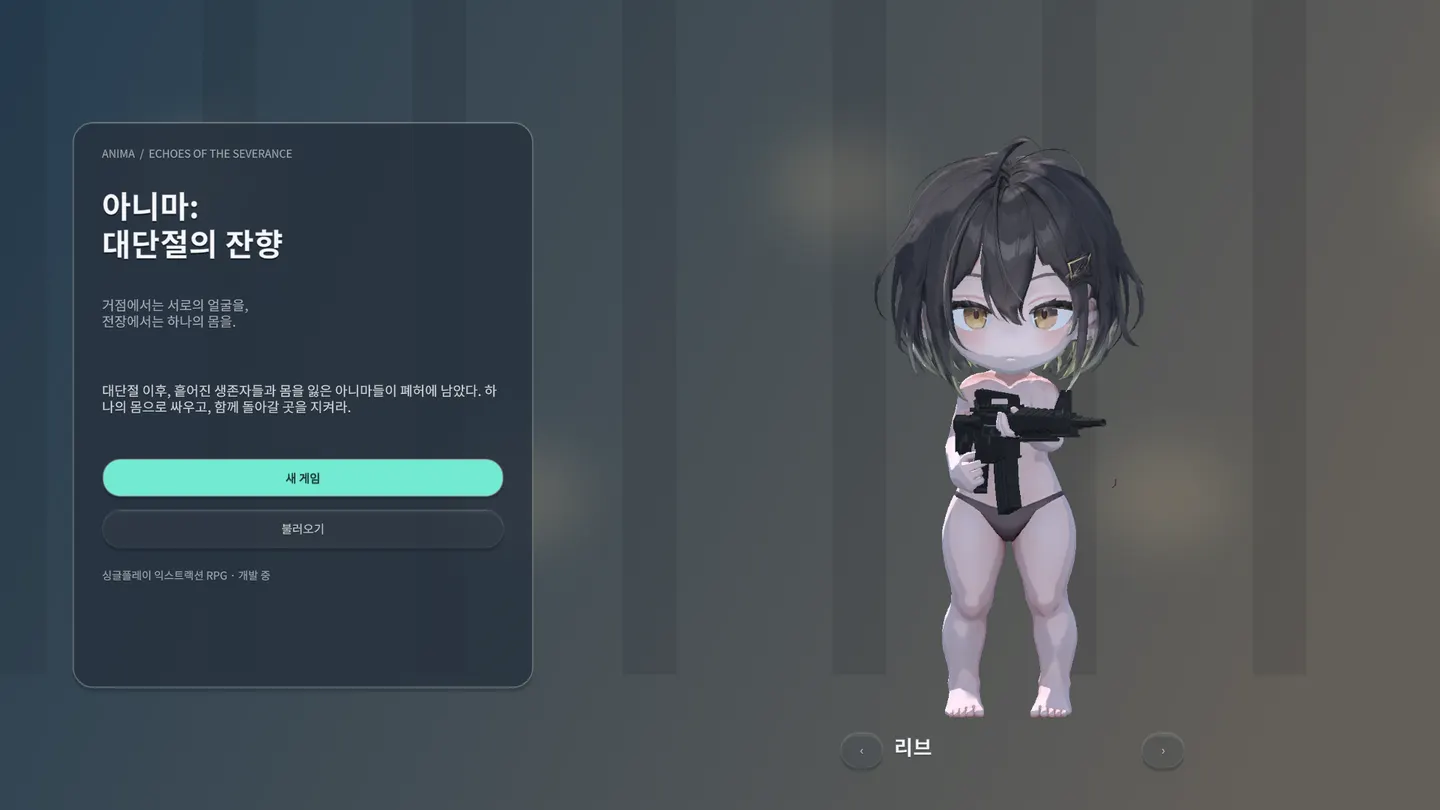 ANIMA / ECHOES OF THE SEVERANCE
아니마:
대단절의 잔향
거점에서는 서로의 얼굴을,
전장에서는 하나의 몸을.
대단절 이후, 흩어진 생존자들과 몸을 잃은 아니마들이 폐허에 남았다. 하
나의 몸으로 싸우고, 함께 돌아갈 곳을 지켜라.
새 게임
불러오기
싱글플레이 익스트랙션 RPG · 개발 중
‹ 리브 ›